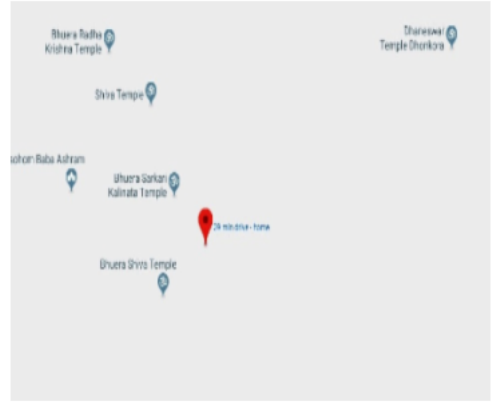 Bhuera Radha
Krishna Temple
Dhaneswar
Temple Dhonkora
Shiva Temple
Baba Ashram
Bhuera Sarkari
Kalimata Temple
29 min drive - home
Bhuera Shiva Temple